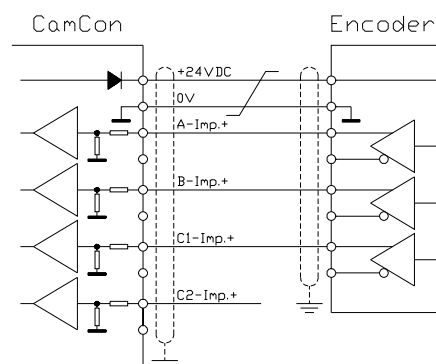 CamCon
Encoder
+24VDC
0V
A-Imp.+
B-Imp.+
C1-Imp.+
C2-Imp.+